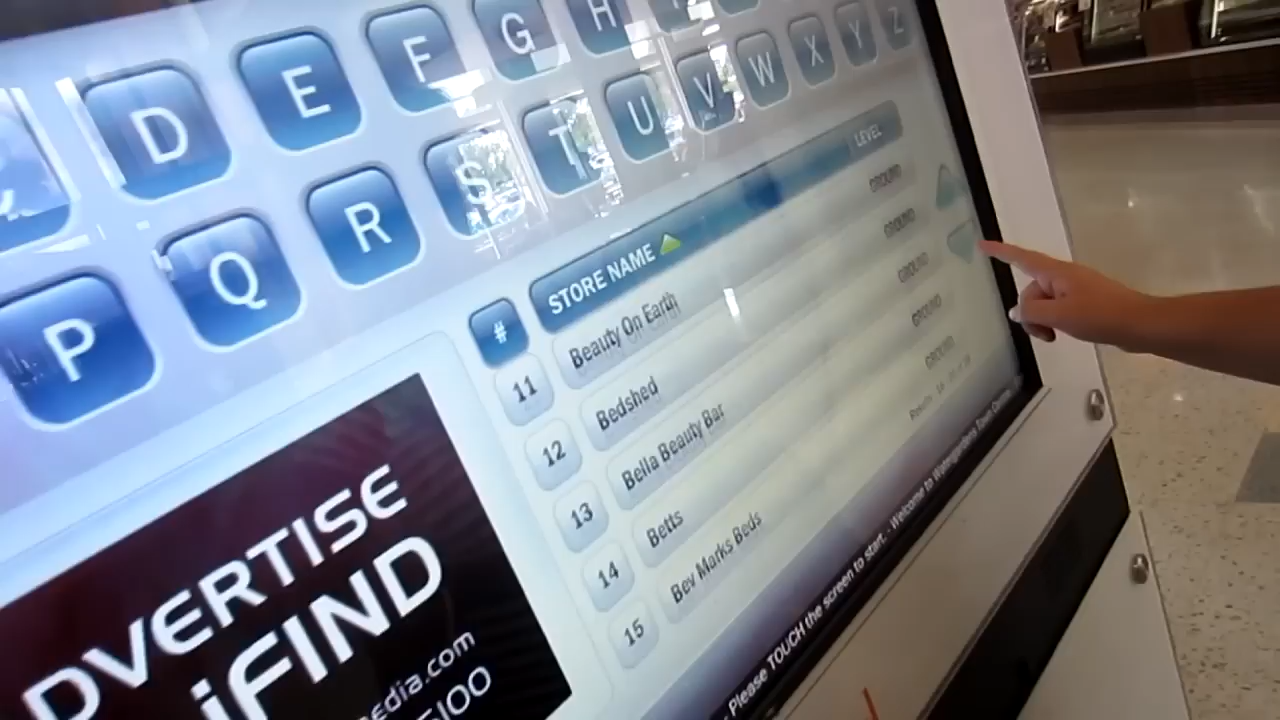 D E F G H
P Q R S T U V W X Y Z
# STORE NAME LEVEL
11 Beauty On Earth GROUND
12 Bedshed GROUND
13 Bella Beauty Bar GROUND
14 Betts GROUND
15 Bev Marks Beds GROUND
DVERTISE
iFIND
edia.com
5100
Please TOUCH the screen to start. - Welcome to